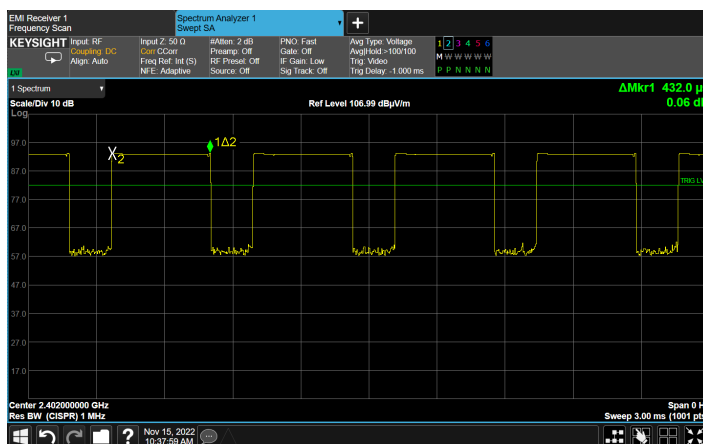 EMI Receiver 1
Frequency Scan
Spectrum Analyzer 1
Swept SA
KEYSIGHT
Input: RF
Coupling: DC
Align: Auto
Input Z: 50 Ω
Corr CCorr
Freq Ref: Int (S)
NFE: Adaptive
#Atten: 2 dB
Preamp: Off
RF Presel: Off
Source: Off
PNO: Fast
Gate: Off
IF Gain: Low
Sig Track: Off
Avg Type: Voltage
Avg|Hold:>100/100
Trig: Video
Trig Delay: -1.000 ms
1 2 3 4 5 6
M W W W W W
P P N N N N
1 Spectrum
Scale/Div 10 dB
Log
Ref Level 106.99 dBµV/m
ΔMkr1 432.0 µ
0.06 d
97.0
87.0
77.0
67.0
57.0
47.0
37.0
27.0
17.0
2
1Δ2
TRIG LV
Center 2.402000000 GHz
Res BW (CISPR) 1 MHz
Span 0 H
Sweep 3.00 ms (1001 pts
?
Nov 15, 2022
10:37:59 AM